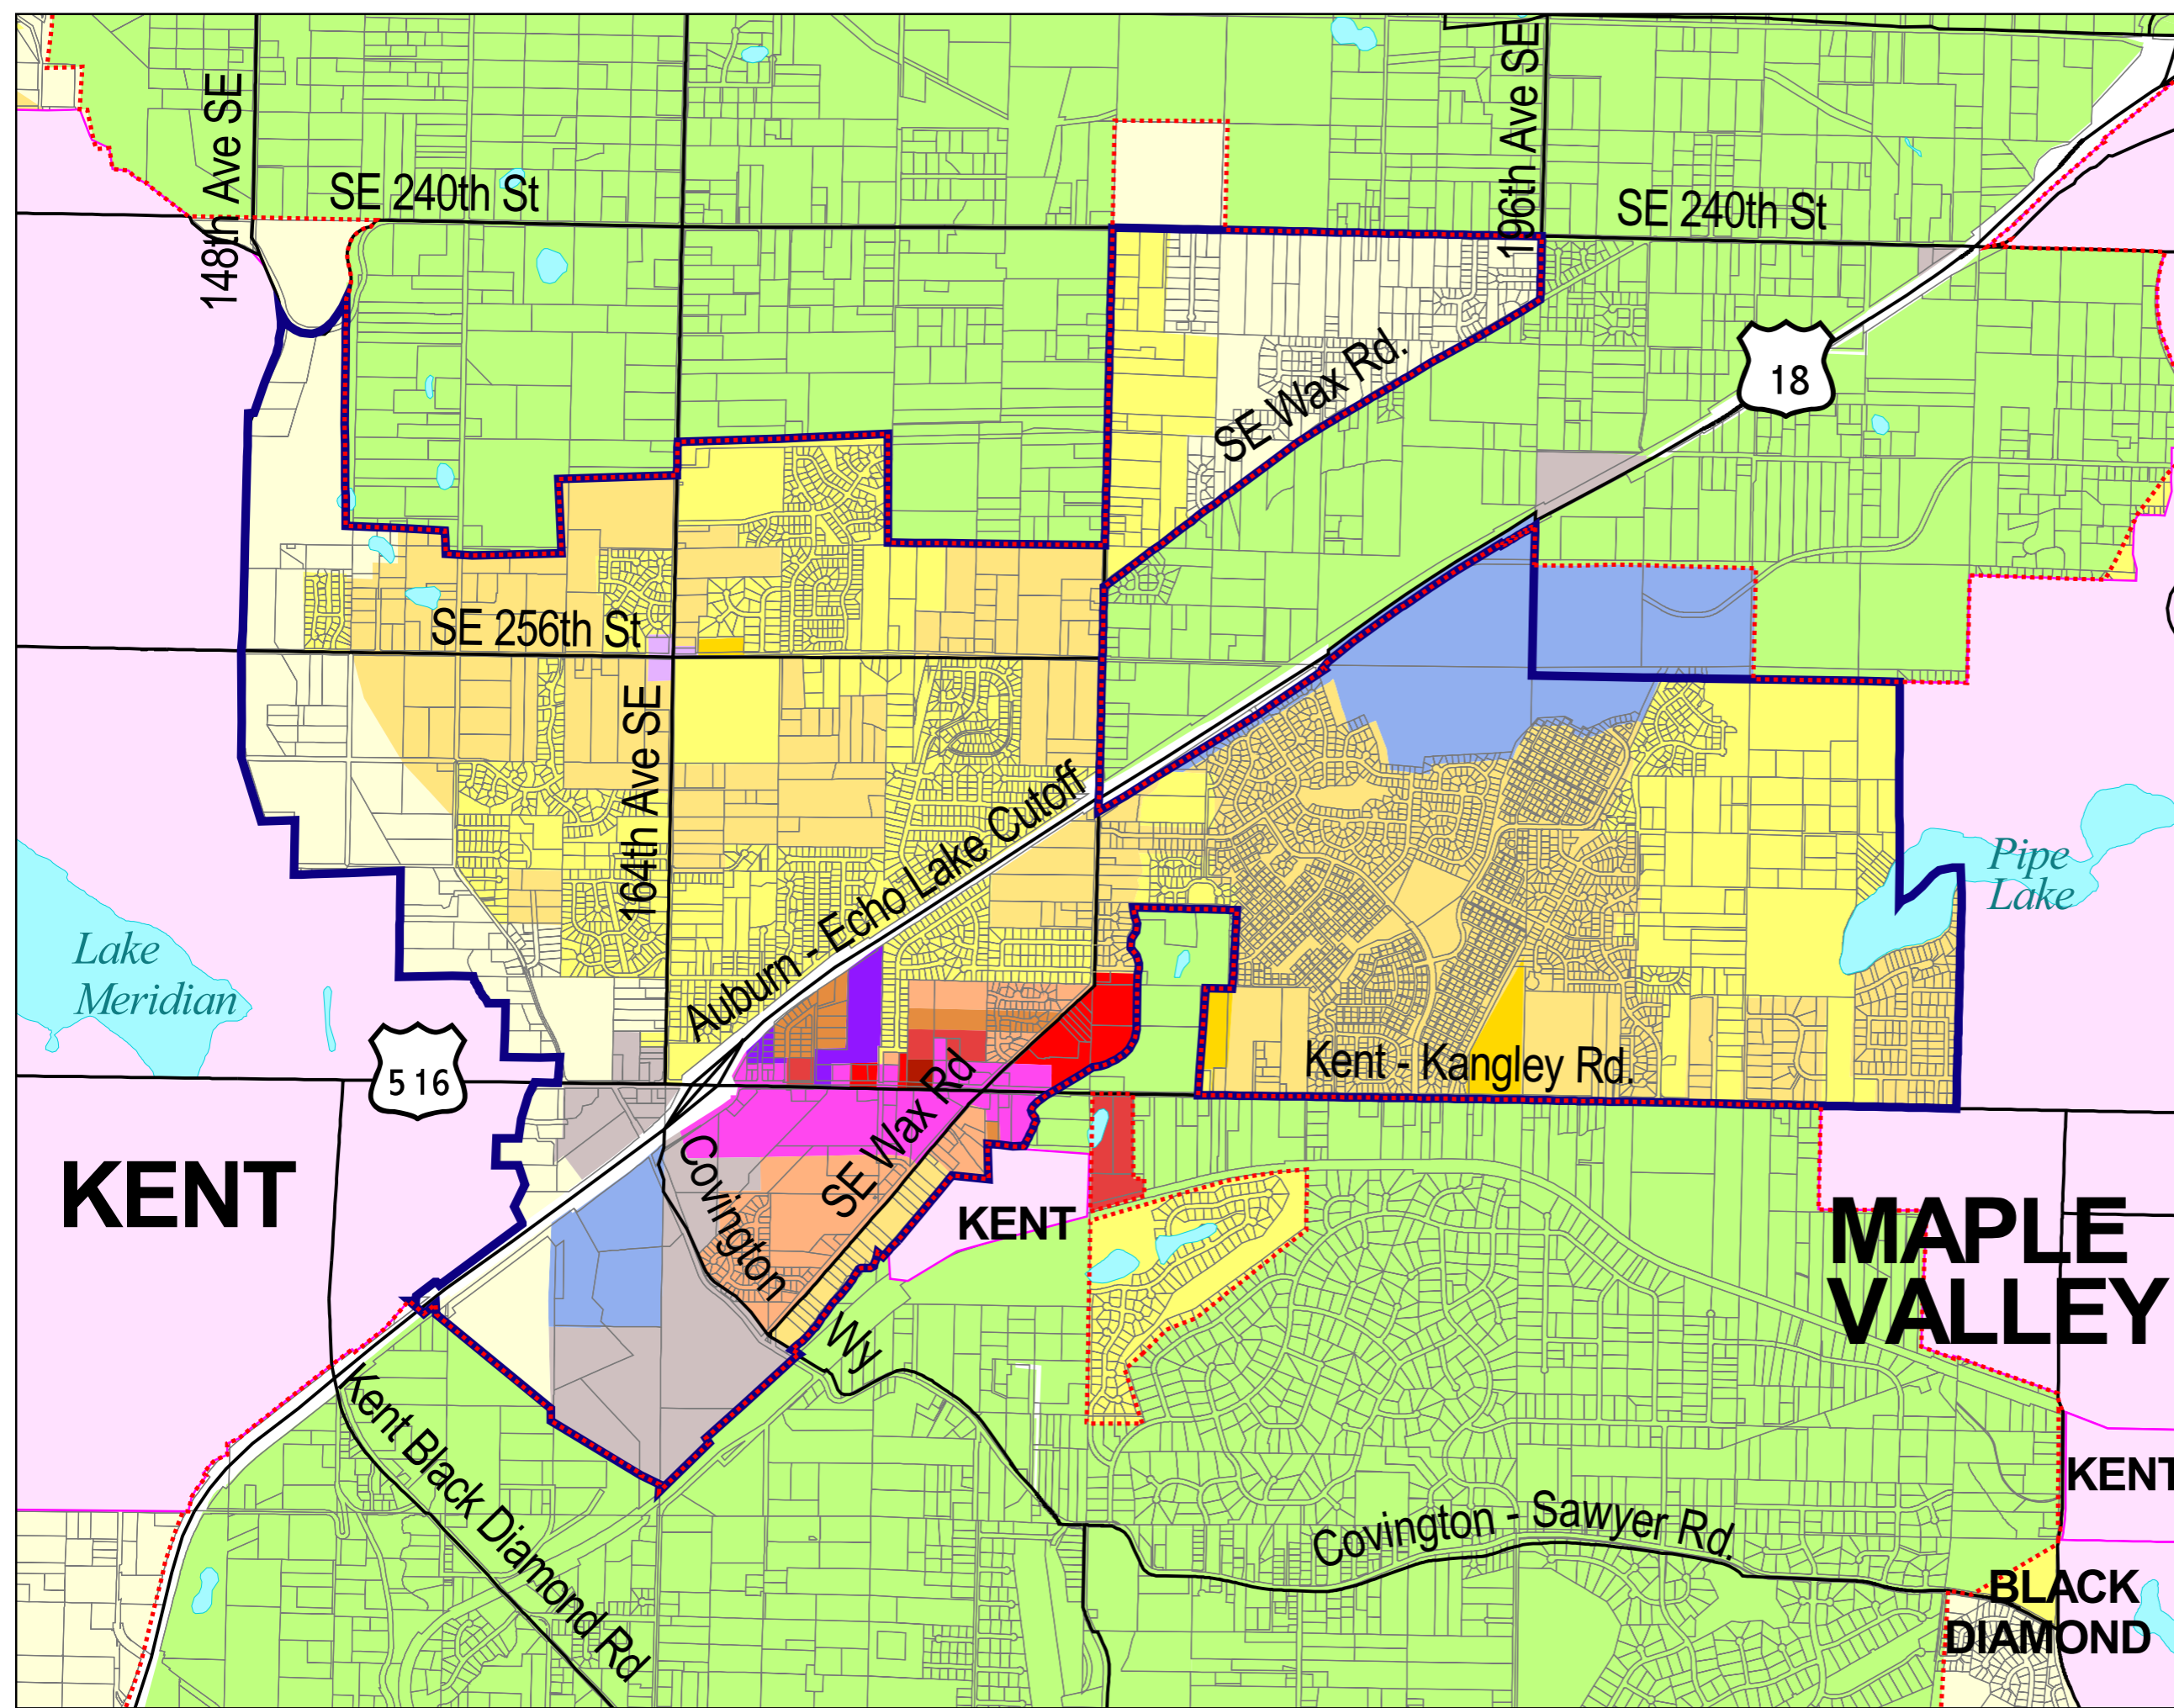 148th Ave SE
SE 240th St
196th Ave SE
SE 240th St
SE Wax Rd.
18
SE 256th St
164th Ave SE
Auburn - Echo Lake Cutoff
Pipe
Lake
Lake
Meridian
5 16
Kent - Kangley Rd.
SE Wax Rd
Covington
Wy
KENT
KENT
MAPLE
VALLEY
Kent Black Diamond Rd
KENT
Covington - Sawyer Rd.
BLACK
DIAMOND